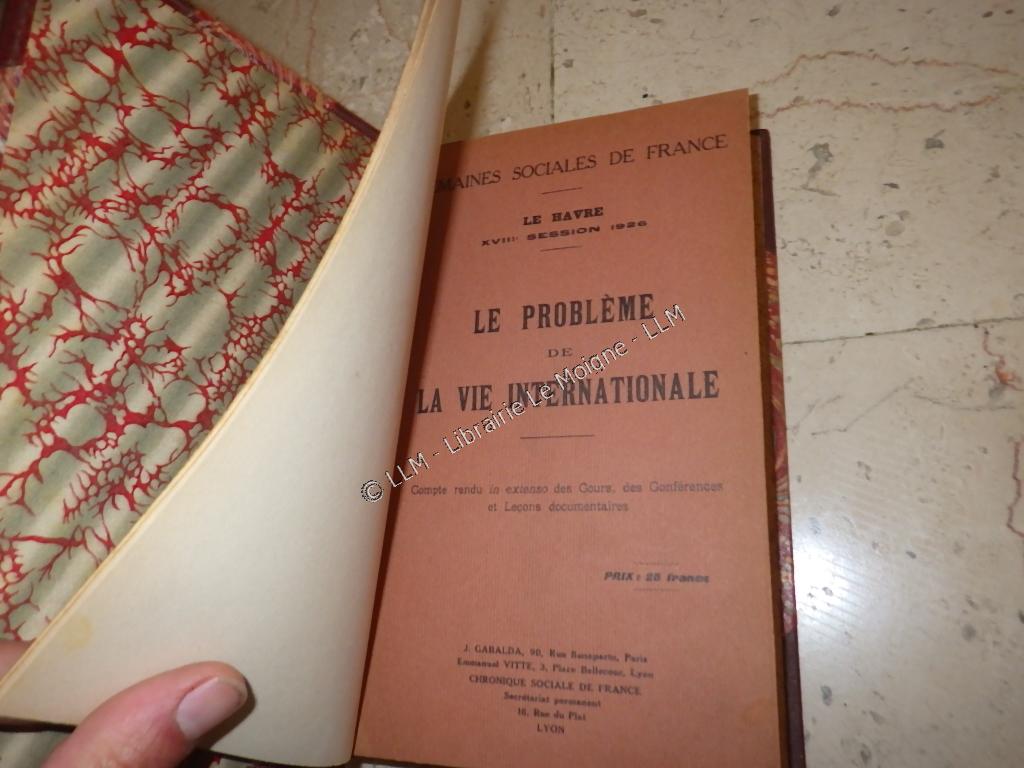 MAINES SOCIALES DE FRANCE
LE HAVRE
XVIIIᵉ SESSION 1926
LE PROBLÈME
DE
LA VIE INTERNATIONALE
© LLM - Librairie Le Moigne - LLM
Compte rendu in extenso des Cours, des Conférences
et Leçons documentaires
PRIX : 25 francs
J. GABALDA, 90, Rue Bonaparte, Paris
Emmanuel VITTE, 3, Place Bellecour, Lyon
CHRONIQUE SOCIALE DE FRANCE
Secrétariat permanent
16, Rue du Plat
LYON